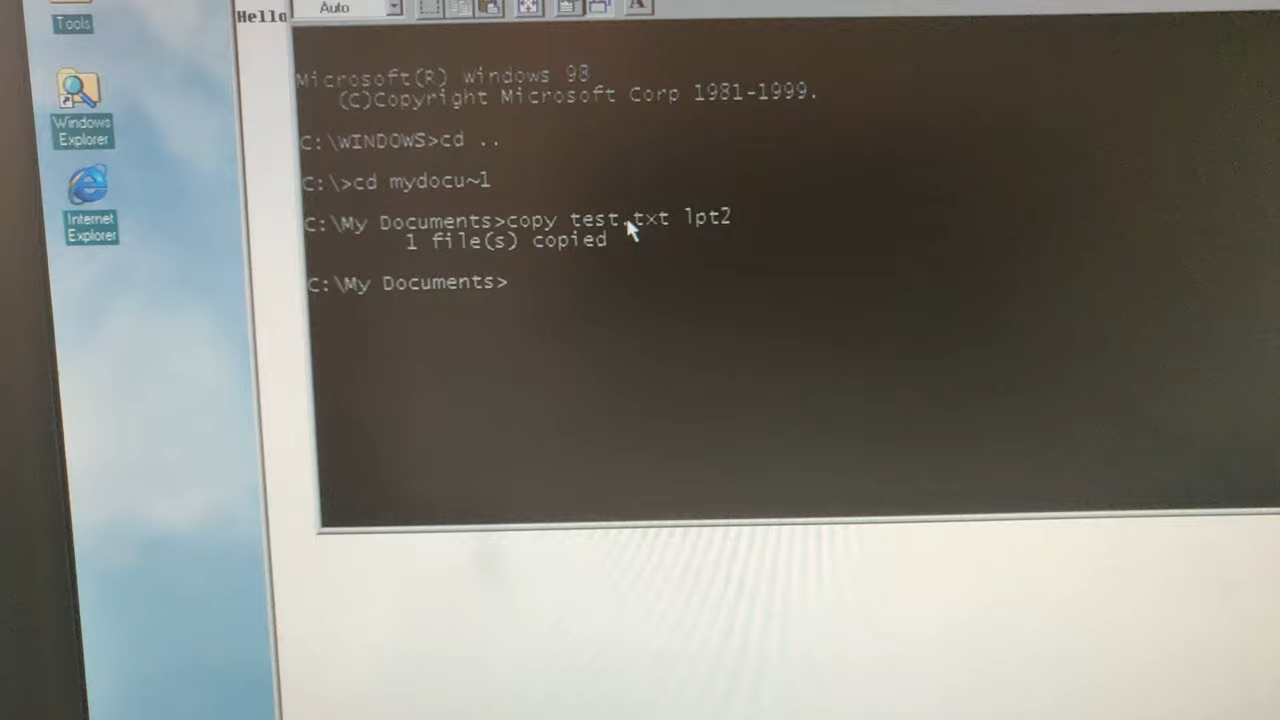 Tools
Windows
Explorer
Internet
Explorer
Hello
Auto
A
Microsoft(R) Windows 98
(C)Copyright Microsoft Corp 1981-1999.
C:\WINDOWS>cd ..
C:\>cd mydocu~1
C:\My Documents>copy test.txt lpt2
1 file(s) copied
C:\My Documents>